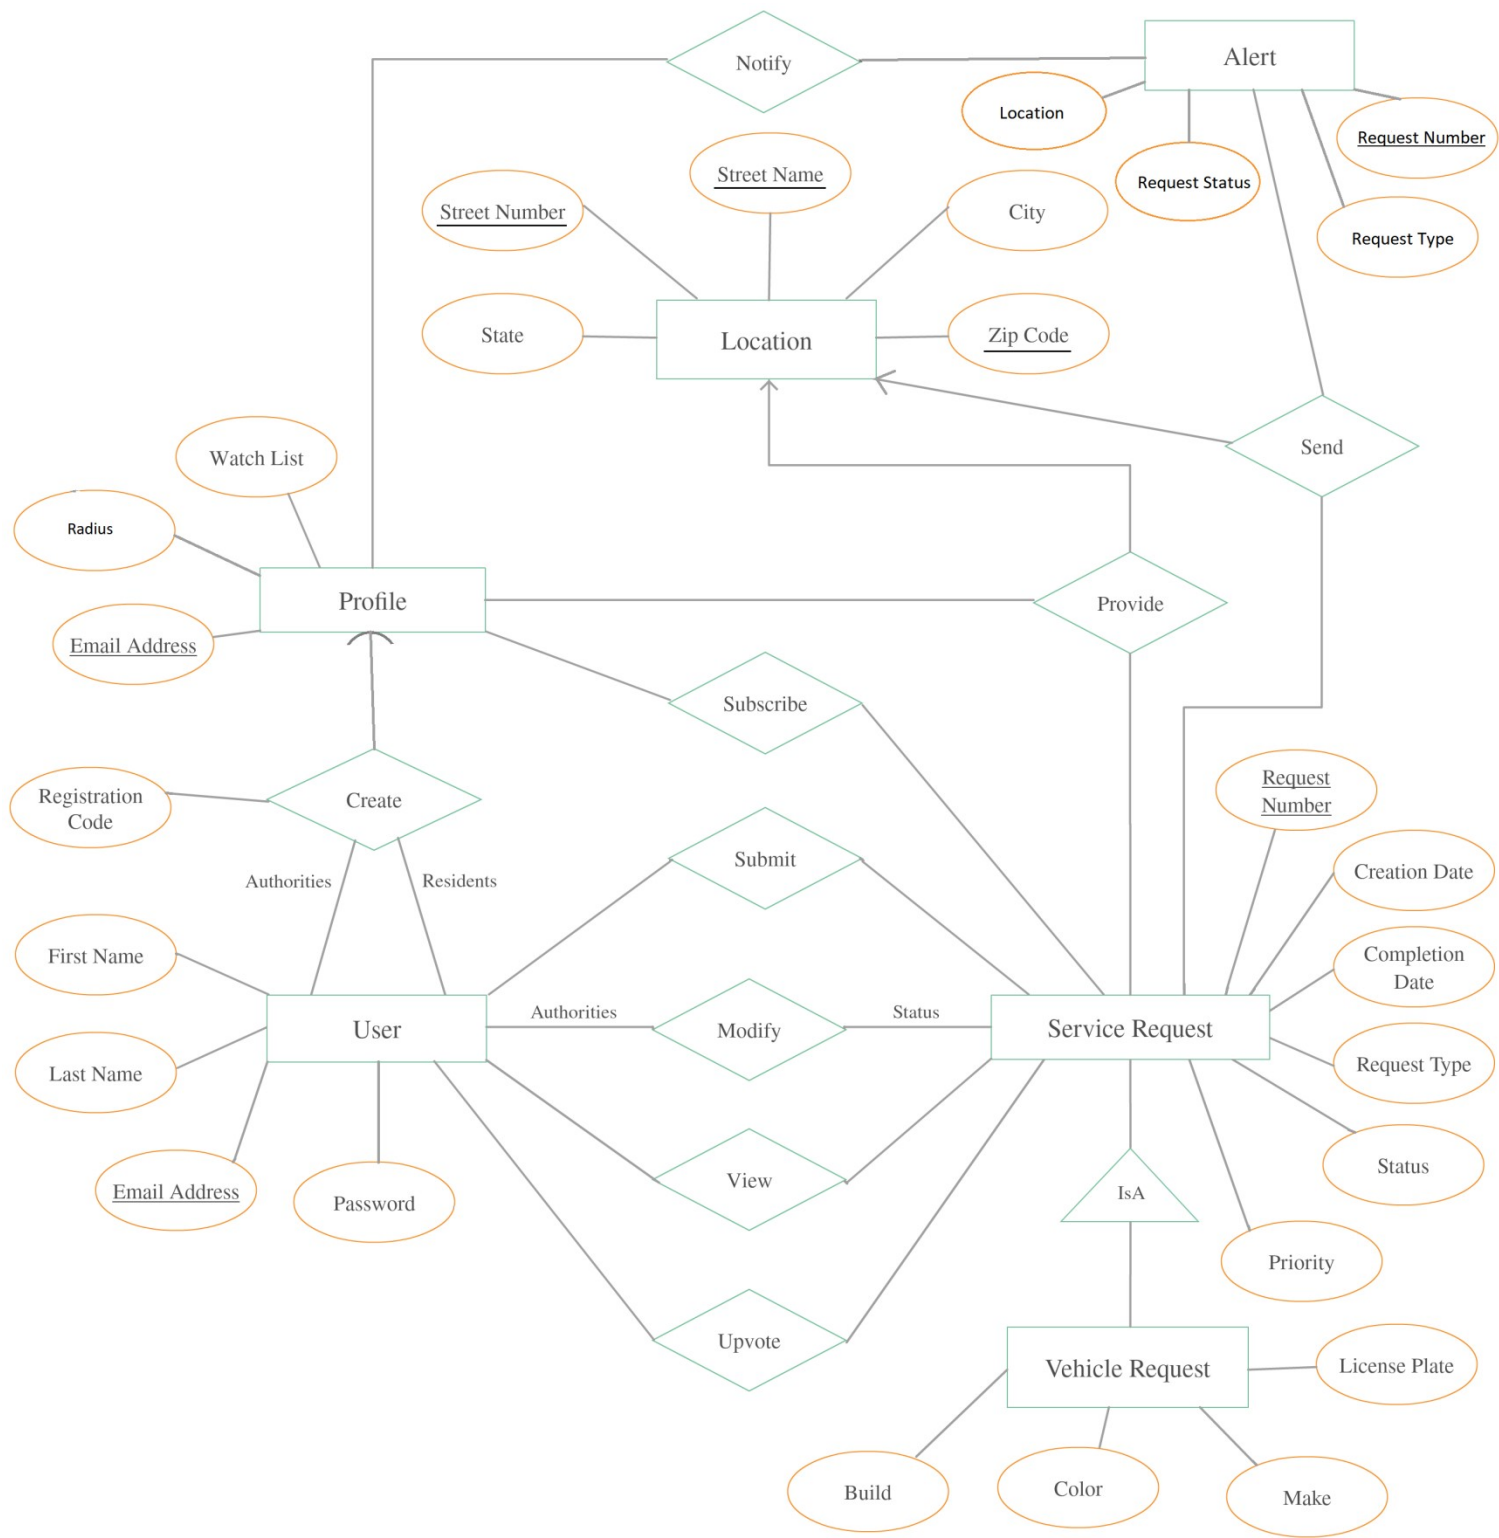 Notify
Alert
Location
Request Number
Request Status
Request Type
Street Name
Street Number
City
State
Location
Zip Code
Send
Watch List
Radius
Profile
Email Address
Provide
Subscribe
Registration
Code
Create
Authorities
Residents
Submit
Request
Number
Creation Date
Completion
Date
First Name
User
Last Name
Email Address
Password
Authorities
Modify
Status
Service Request
Request Type
View
Status
IsA
Priority
Upvote
Vehicle Request
License Plate
Build
Color
Make